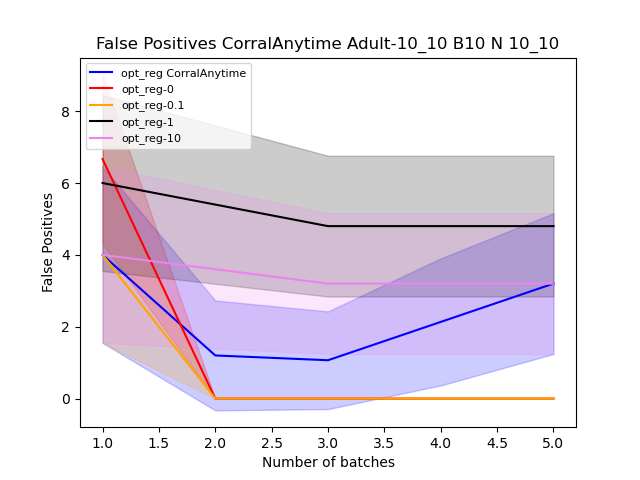 False Positives CorralAnytime Adult-10_10 B10 N 10_10
opt_reg CorralAnytime
opt_reg-0
opt_reg-0.1
opt_reg-1
opt_reg-10
8
6
4
2
0
False Positives
1.0 1.5 2.0 2.5 3.0 3.5 4.0 4.5 5.0
Number of batches